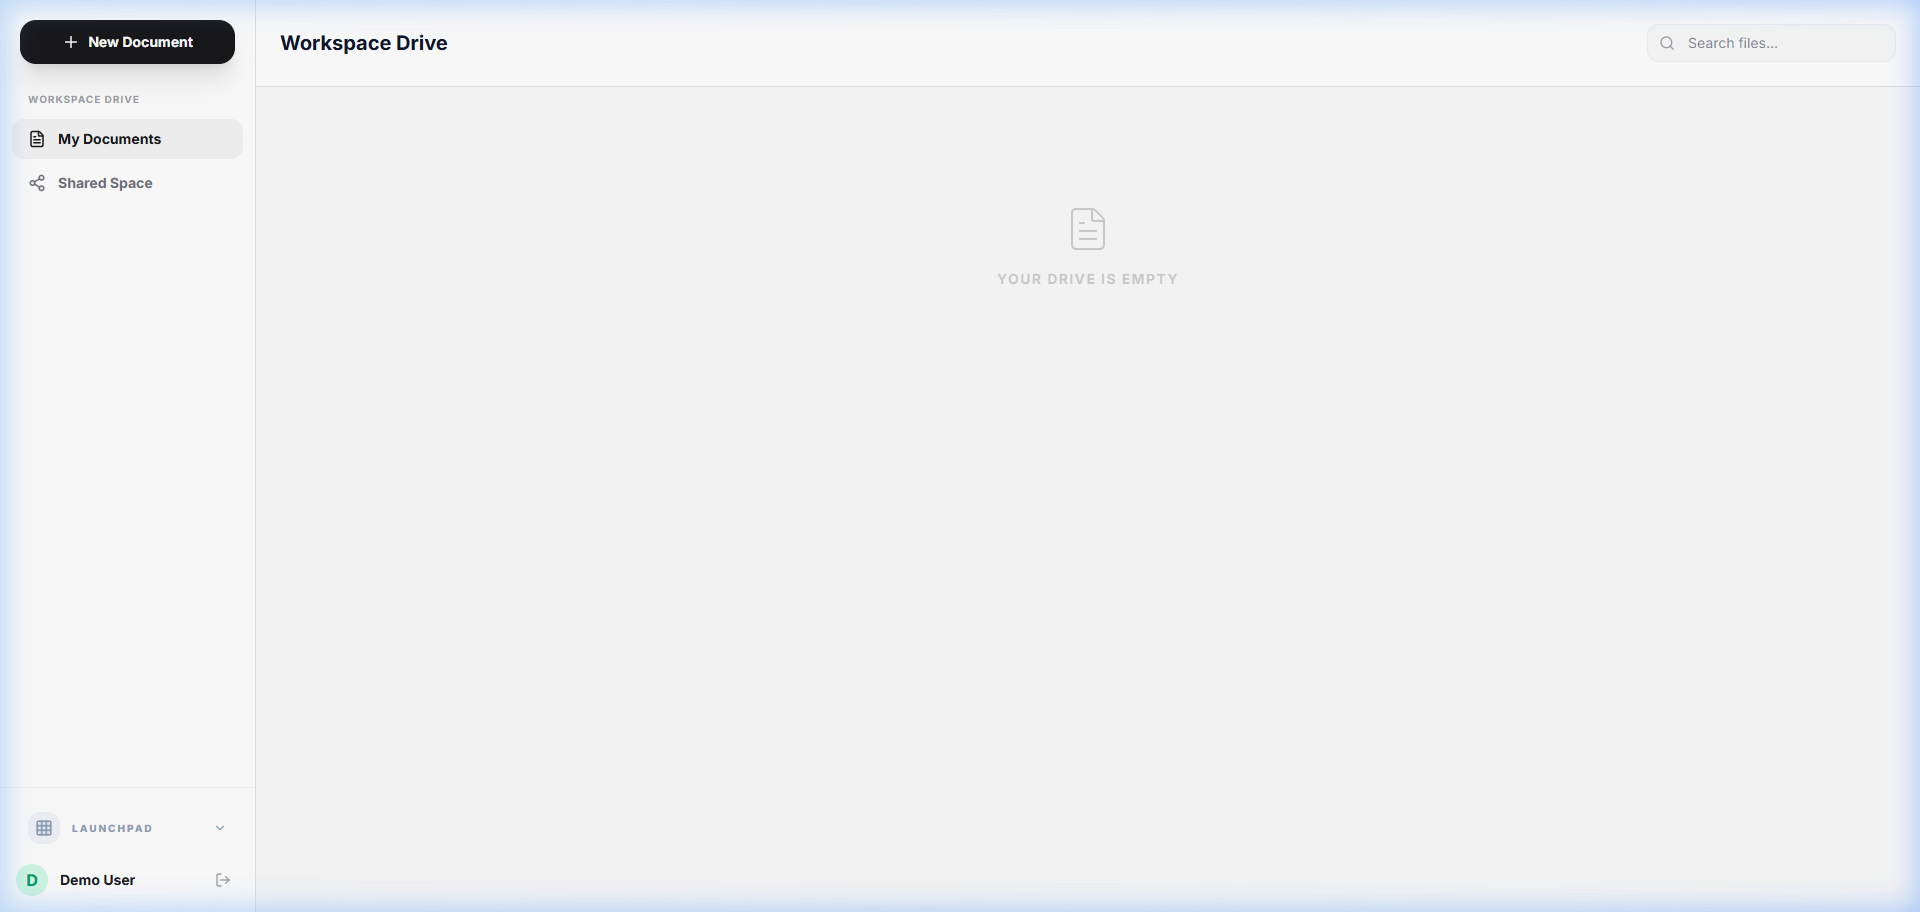 New Document
Workspace Drive
Search files...
WORKSPACE DRIVE
My Documents
Shared Space
YOUR DRIVE IS EMPTY
LAUNCHPAD
D
Demo User